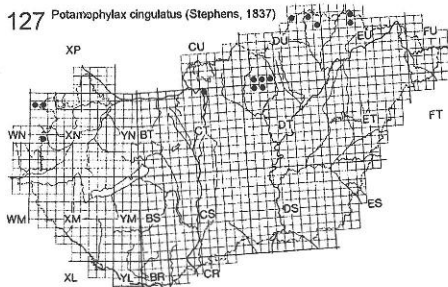 127 Potamophylax cingulatus (Stephens, 1837)
XP CU DU EU FU
WN XN YN BT C DT ET FT
WM XM YM BS CS DS ES
XL YL BR CR